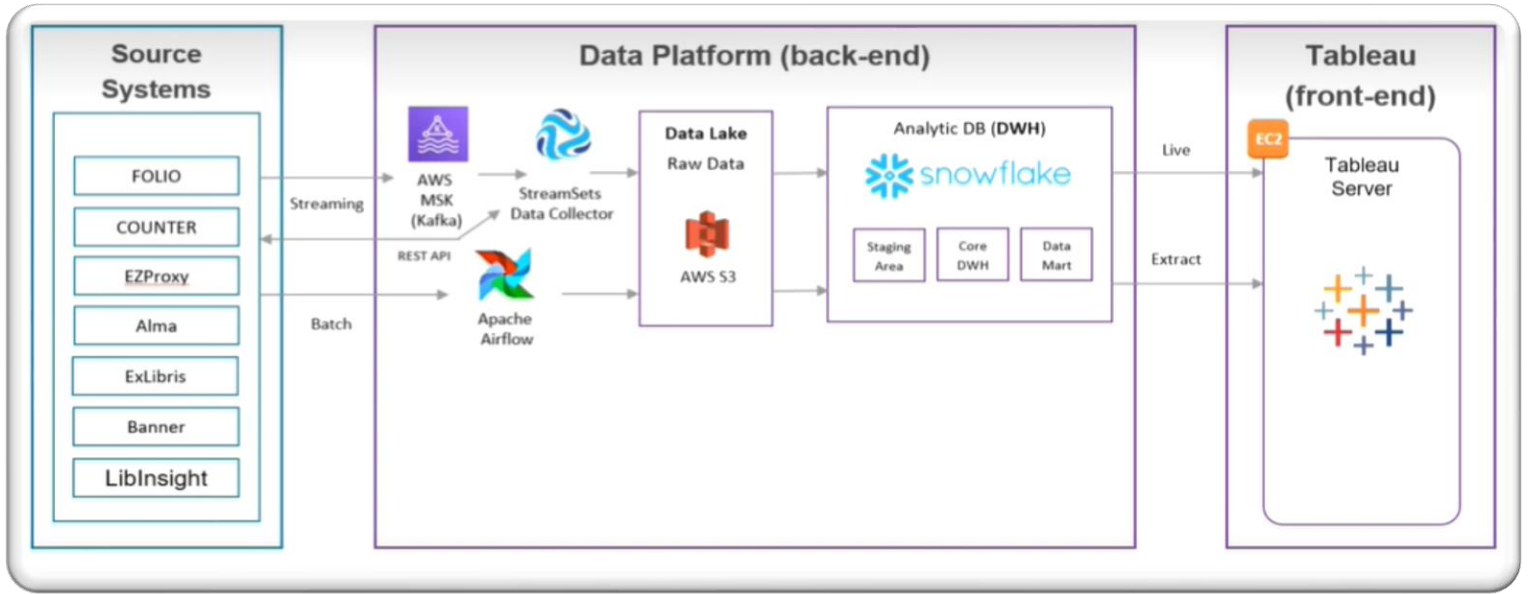 Source
Systems
FOLIO
COUNTER
EZProxy
Alma
ExLibris
Banner
LibInsight
Streaming
REST API
Batch
Data Platform (back-end)
AWS
MSK
(Kafka)
StreamSets
Data Collector
Apache
Airflow
Data Lake
Raw Data
AWS S3
Analytic DB (DWH)
snowflake
Staging
Area
Core
DWH
Data
Mart
Live
Extract
Tableau
(front-end)
EC2
Tableau
Server